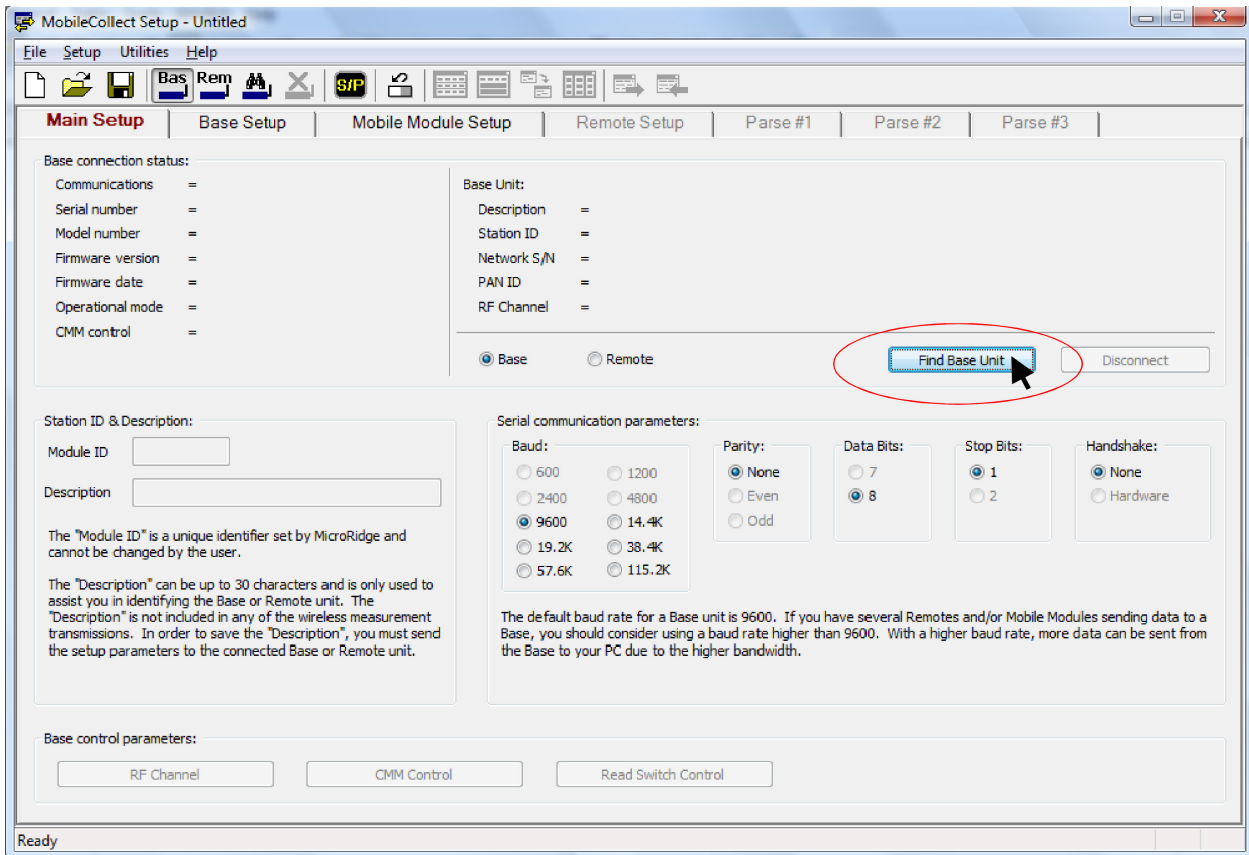 MobileCollect Setup - Untitled
File Setup Utilities Help
Bas Rem S/P
Main Setup Base Setup Mobile Module Setup Remote Setup Parse #1 Parse #2 Parse #3
Base connection status:
Communications =
Serial number =
Model number =
Firmware version =
Firmware date =
Operational mode =
CMM control =
Base Unit:
Description =
Station ID =
Network S/N =
PAN ID =
RF Channel =
Base Remote Find Base Unit Disconnect
Station ID & Description:
Module ID
Description
The "Module ID" is a unique identifier set by MicroRidge and
cannot be changed by the user.
The "Description" can be up to 30 characters and is only used to
assist you in identifying the Base or Remote unit. The
"Description" is not included in any of the wireless measurement
transmissions. In order to save the "Description", you must send
the setup parameters to the connected Base or Remote unit.
Serial communication parameters:
Baud:
600 1200
2400 4800
9600 14.4K
19.2K 38.4K
57.6K 115.2K
Parity:
None
Even
Odd
Data Bits:
7
8
Stop Bits:
1
2
Handshake:
None
Hardware
The default baud rate for a Base unit is 9600. If you have several Remotes and/or Mobile Modules sending data to a
Base, you should consider using a baud rate higher than 9600. With a higher baud rate, more data can be sent from
the Base to your PC due to the higher bandwidth.
Base control parameters:
RF Channel CMM Control Read Switch Control
Ready